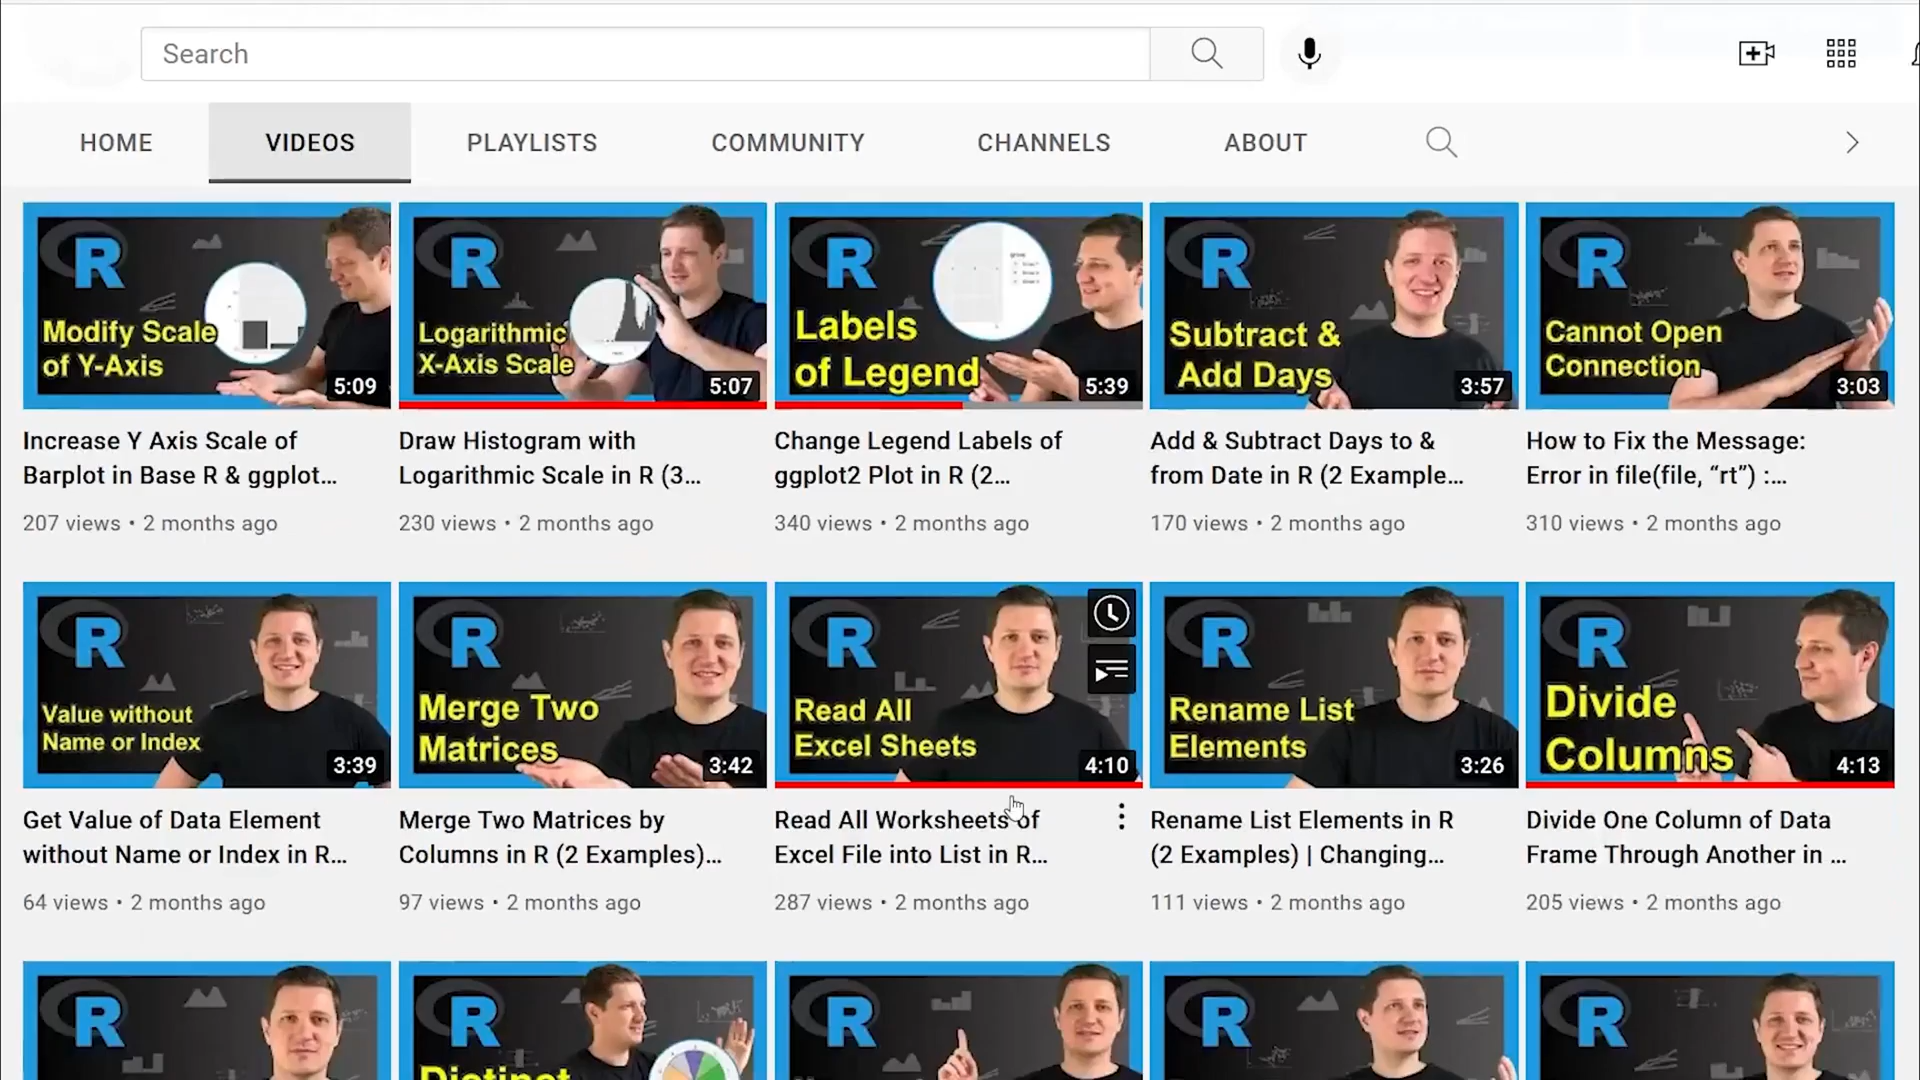 Search
HOME
VIDEOS
PLAYLISTS
COMMUNITY
CHANNELS
ABOUT
R
Modify Scale
of Y-Axis
5:09
R
Logarithmic
X-Axis Scale
5:07
R
Labels
of Legend
5:39
R
Subtract &
Add Days
3:57
R
Cannot Open
Connection
3:03
Increase Y Axis Scale of
Barplot in Base R & ggplot...
207 views • 2 months ago
Draw Histogram with
Logarithmic Scale in R (3...
230 views • 2 months ago
Change Legend Labels of
ggplot2 Plot in R (2...
340 views • 2 months ago
Add & Subtract Days to &
from Date in R (2 Example...
170 views • 2 months ago
How to Fix the Message:
Error in file(file, “rt”) :...
310 views • 2 months ago
R
Value without
Name or Index
3:39
R
Merge Two
Matrices
3:42
R
Read All
Excel Sheets
4:10
R
Rename List
Elements
3:26
R
Divide
Columns
4:13
Get Value of Data Element
without Name or Index in R...
64 views • 2 months ago
Merge Two Matrices by
Columns in R (2 Examples)...
97 views • 2 months ago
Read All Worksheets of
Excel File into List in R...
287 views • 2 months ago
Rename List Elements in R
(2 Examples) | Changing...
111 views • 2 months ago
Divide One Column of Data
Frame Through Another in ...
205 views • 2 months ago
R
R
Distinct
R
R
R